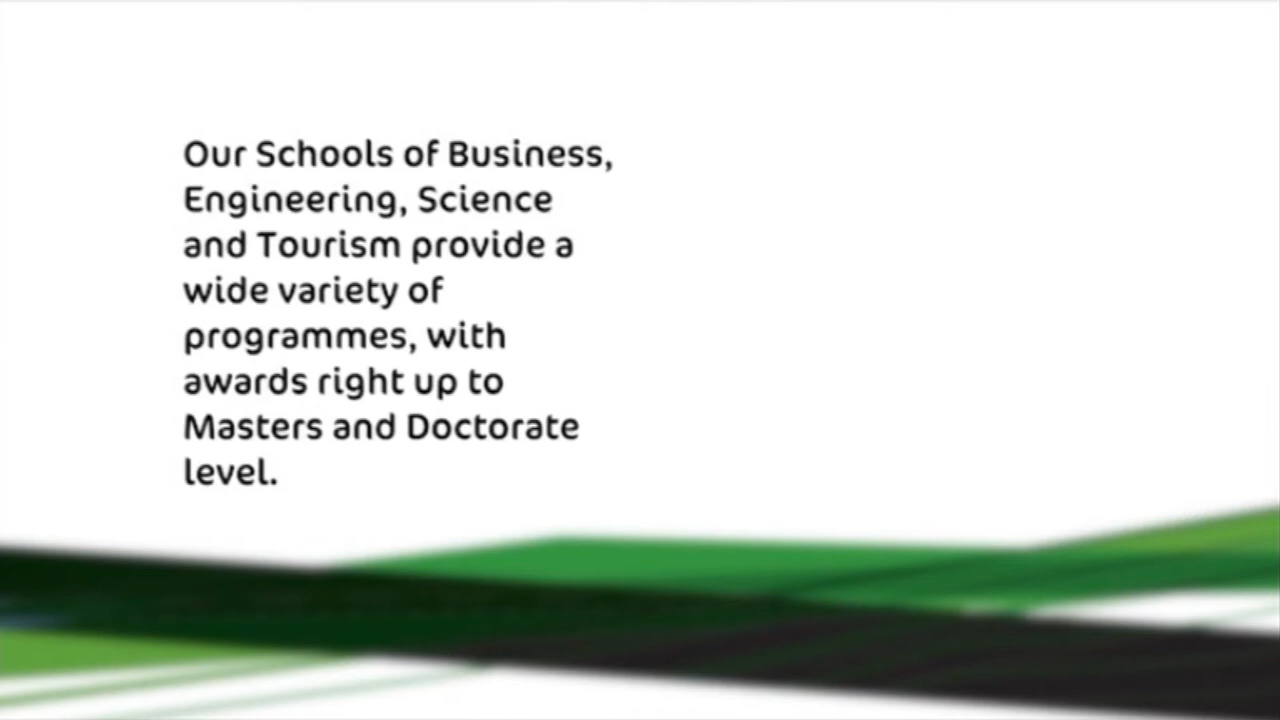 Our Schools of Business,
Engineering, Science
and Tourism provide a
wide variety of
programmes, with
awards right up to
Masters and Doctorate
level.